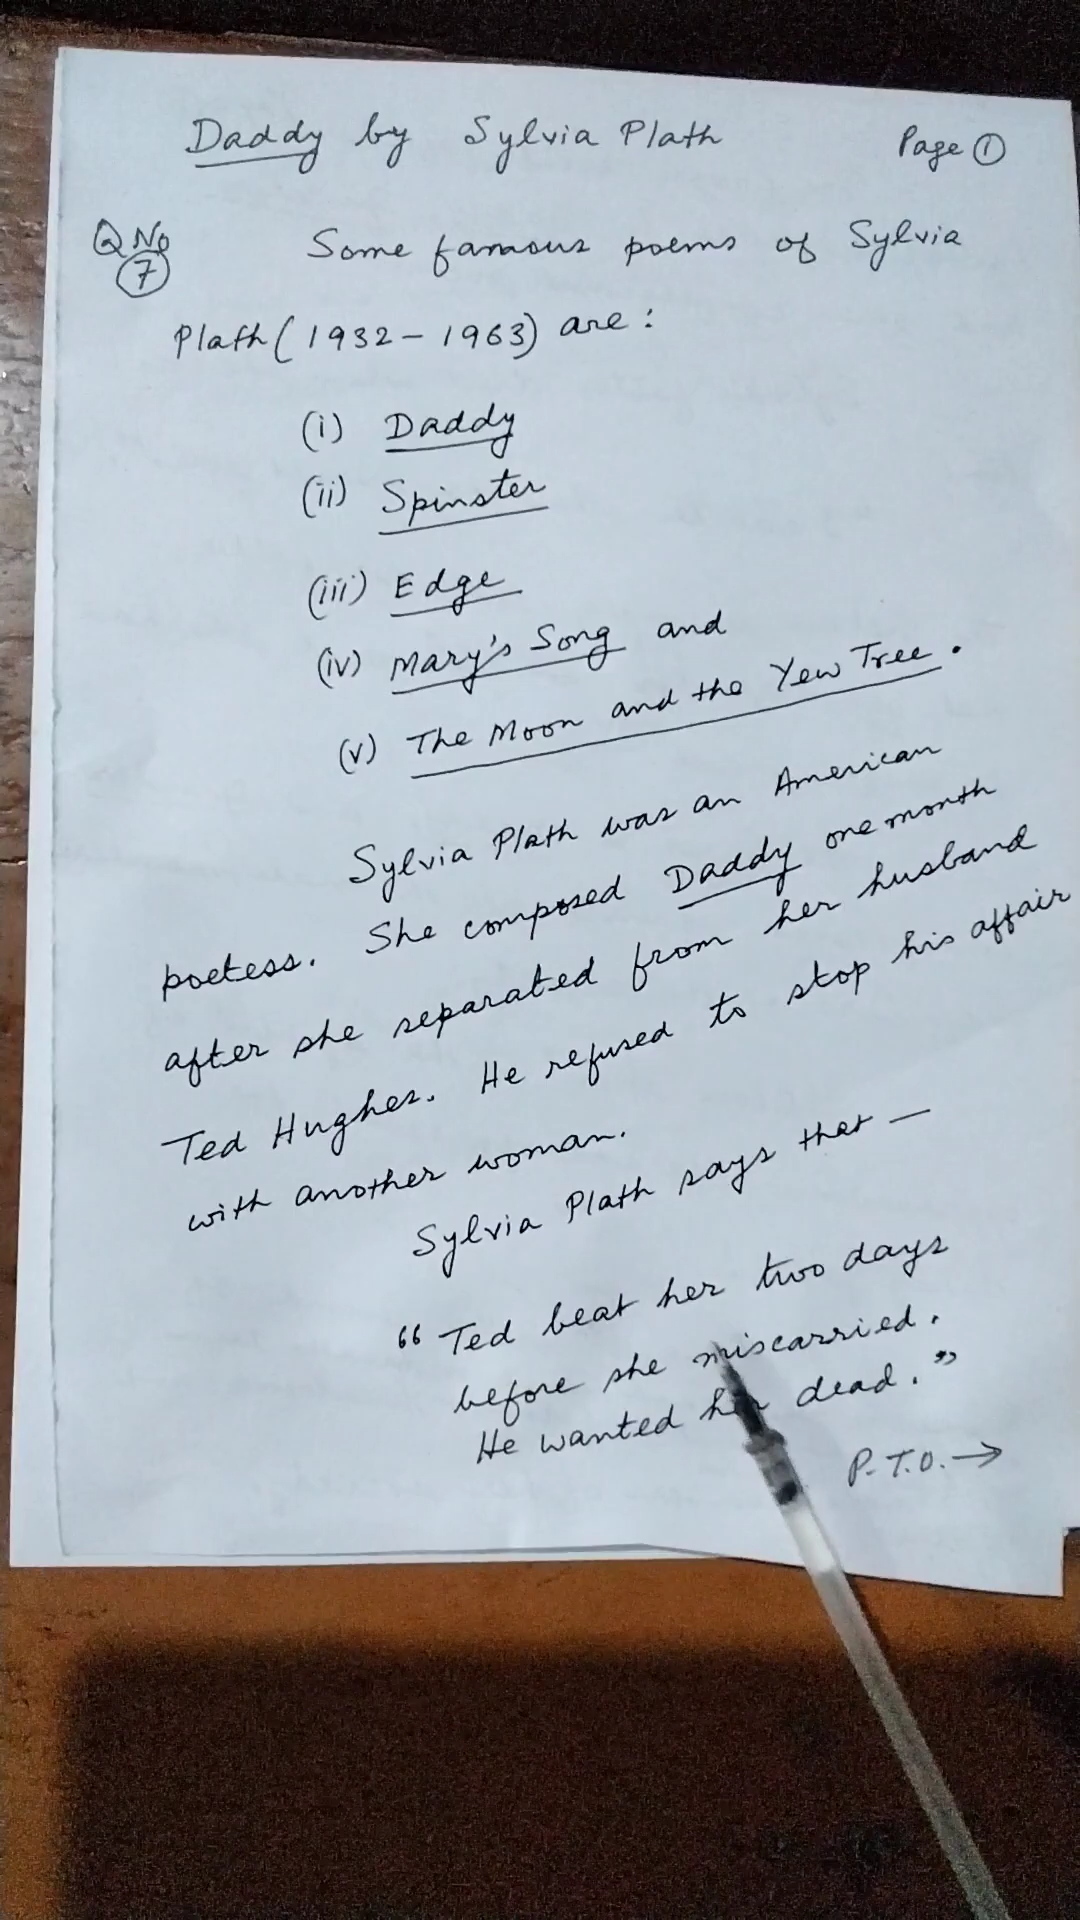 Daddy by Sylvia Plath Page 1
Q No 7 Some famous poems of Sylvia
Plath (1932 - 1963) are :
(i) Daddy
(ii) Spinster
(iii) Edge
(iv) Mary's Song and
(v) The Moon and the Yew Tree .
Sylvia Plath was an American
poetess. She composed Daddy one month
after she separated from her husband
Ted Hughes. He refused to stop his affair
with another woman.
Sylvia Plath says that —
“ Ted beat her two days
before she miscarried.
He wanted her dead. ”
P.T.O. →